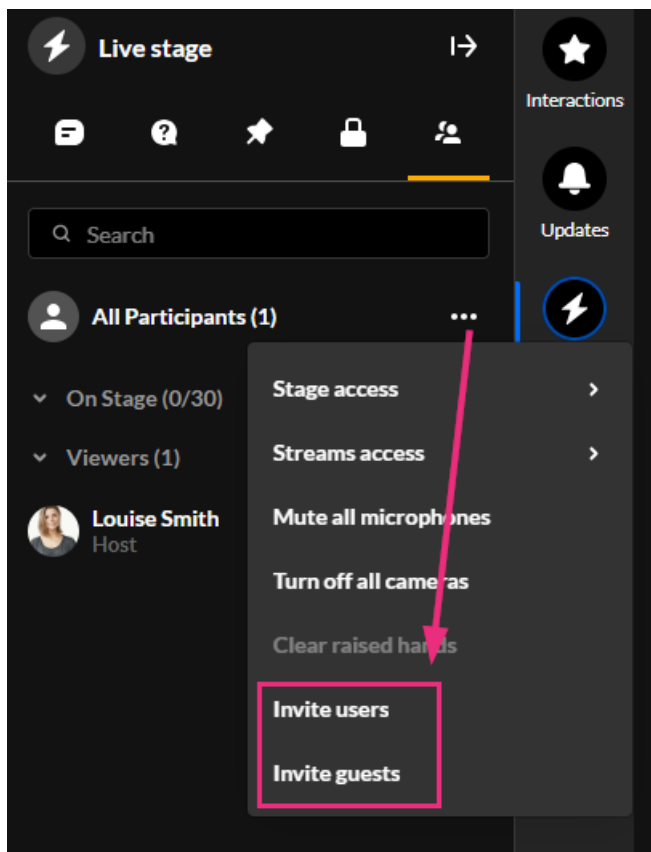 Live stage
Interactions
Updates
Search
All Participants (1)
On Stage (0/30)
Viewers (1)
Louise Smith
Host
Stage access
Streams access
Mute all microphones
Turn off all cameras
Clear raised hands
Invite users
Invite guests